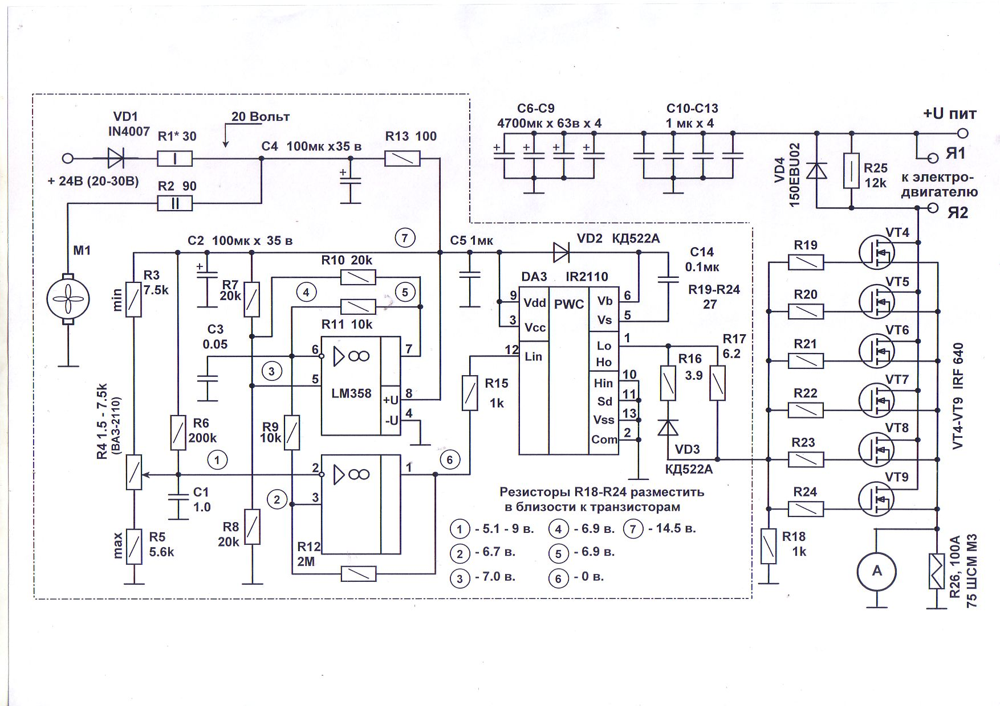 VD1
IN4007
R1* 30
20 Вольт
C4 100мк х35 в
R13 100
+ 24В (20-30В)
R2 90
M1
C6-C9
4700мк х 63в х 4
C10-C13
1 мк х 4
+U пит
Я1
к электро-
двигателю
Я2
VD4
150EBU02
R25
12k
C2 100мк х 35 в
7
C5 1мк
VD2 КД522А
C14
0.1мк
R19-R24
27
R3
7.5k
min
R7
20k
R10 20k
4
5
R11 10k
C3
0.05
3
6
5
7
8
4
LM358
+U
-U
DA3 IR2110
PWC
9
Vdd
3
Vcc
12
Lin
Vb
6
Vs
5
Lo
1
Ho
Hin
10
Sd
11
Vss
13
Com
2
R15
1k
R16
3.9
R17
6.2
VD3
КД522А
R4 1.5 - 7.5k
(ВАЗ-2110)
R6
200k
R9
10k
1
2
3
1
6
2
C1
1.0
max
R5
5.6k
R8
20k
R12
2M
Резисторы R18-R24 разместить
в близости к транзисторам
1 - 5.1 - 9 в. 4 - 6.9 в. 7 - 14.5 в.
2 - 6.7 в. 5 - 6.9 в.
3 - 7.0 в. 6 - 0 в.
R19
VT4
R20
VT5
R21
VT6
R22
VT7
R23
VT8
R24
VT9
VT4-VT9 IRF 640
R18
1k
A
R26, 100A
75 ШСМ М3
+
+
+
+
+
+